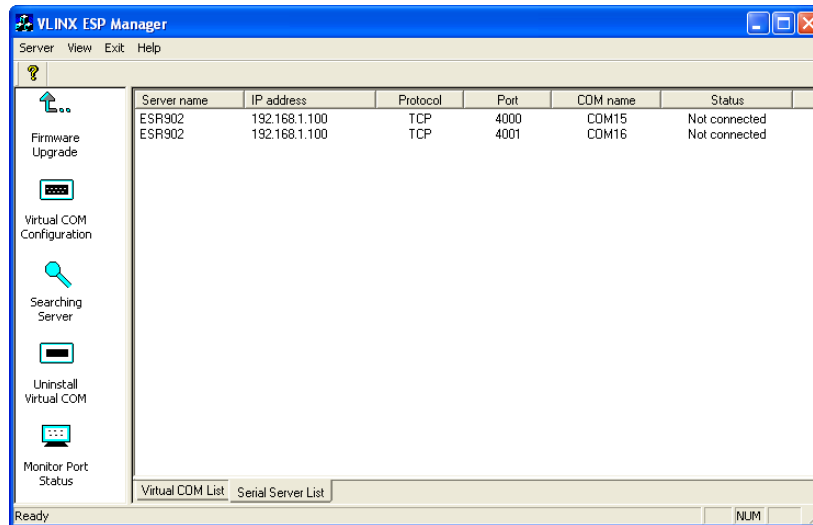 VLINX ESP Manager
Server View Exit Help
Server name IP address Protocol Port COM name Status
ESR902 192.168.1.100 TCP 4000 COM15 Not connected
ESR902 192.168.1.100 TCP 4001 COM16 Not connected
Firmware
Upgrade
Virtual COM
Configuration
Searching
Server
Uninstall
Virtual COM
Monitor Port
Status
Virtual COM List Serial Server List
Ready NUM